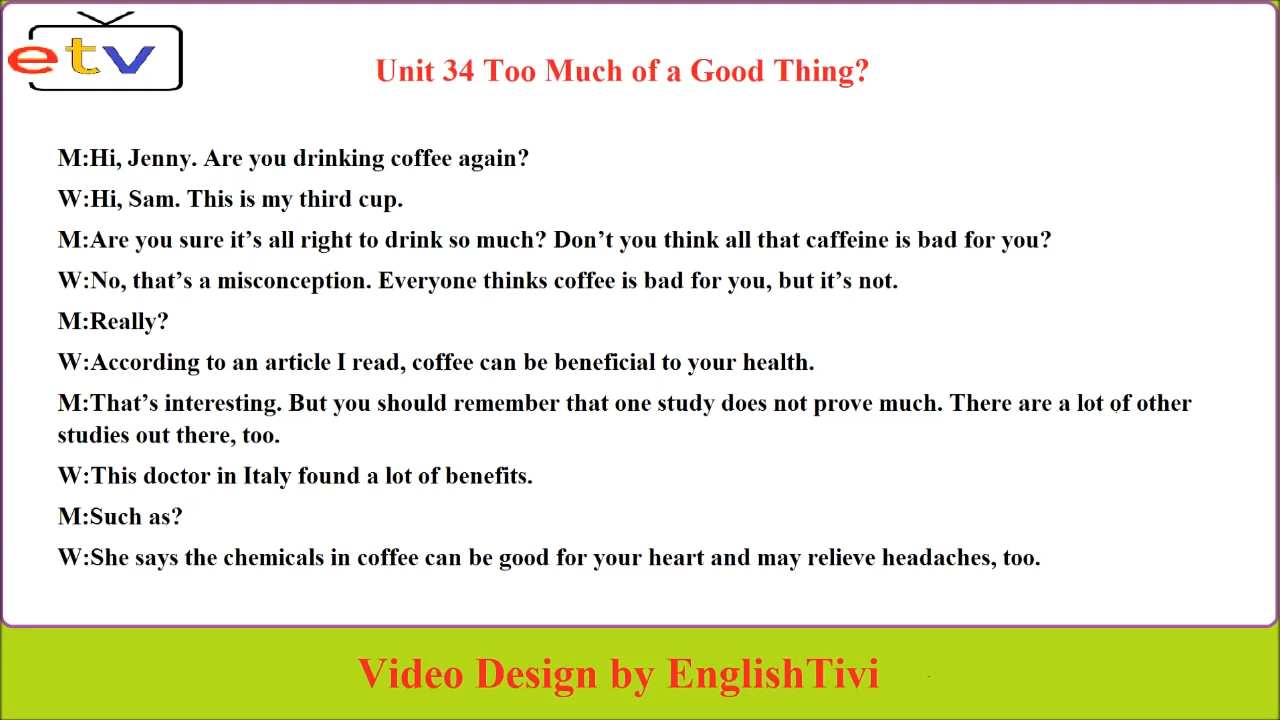 etv
Unit 34 Too Much of a Good Thing?
M:Hi, Jenny. Are you drinking coffee again?
W:Hi, Sam. This is my third cup.
M:Are you sure it’s all right to drink so much? Don’t you think all that caffeine is bad for you?
W:No, that’s a misconception. Everyone thinks coffee is bad for you, but it’s not.
M:Really?
W:According to an article I read, coffee can be beneficial to your health.
M:That’s interesting. But you should remember that one study does not prove much. There are a lot of other
studies out there, too.
W:This doctor in Italy found a lot of benefits.
M:Such as?
W:She says the chemicals in coffee can be good for your heart and may relieve headaches, too.
Video Design by EnglishTivi